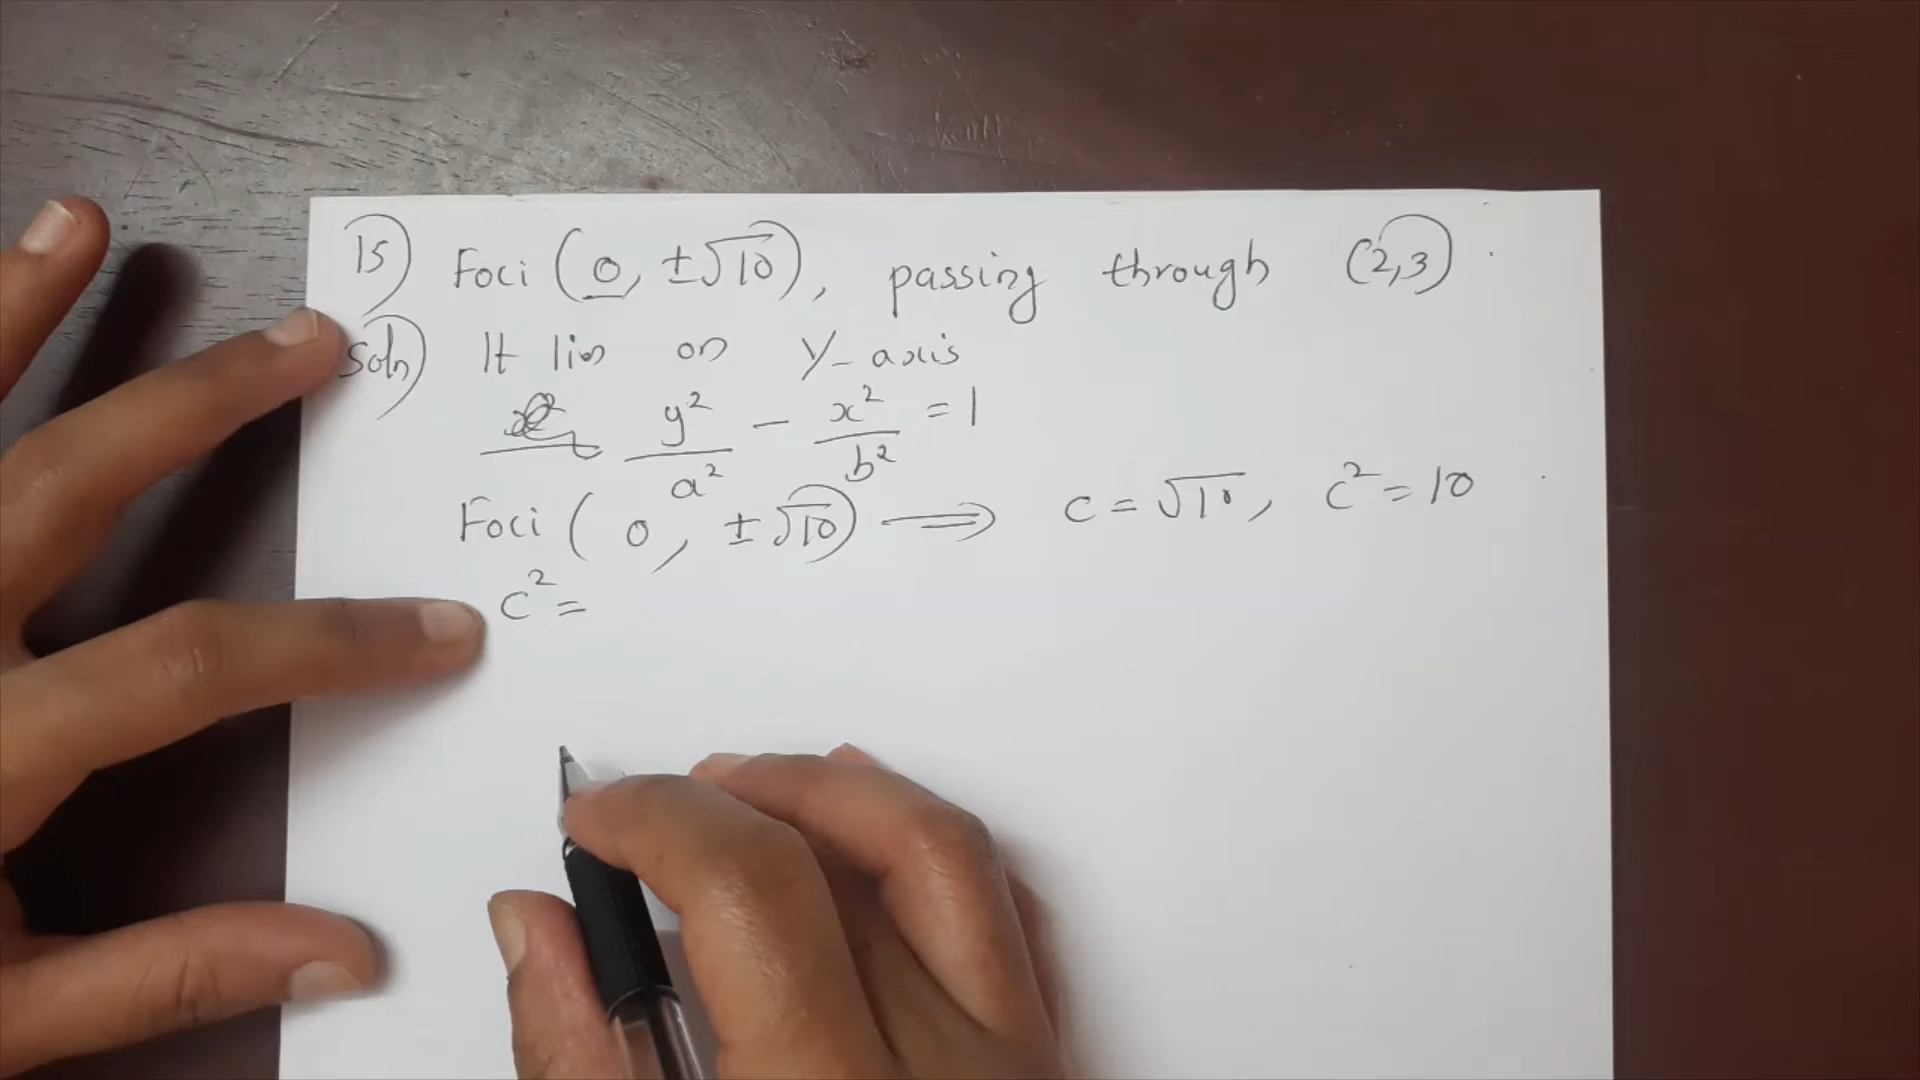 15) Foci (0, ±√10), passing through (2,3).
Soln) It lies on Y-axis
y²/a² - x²/b² = 1
Foci (0, ±√10) ⟹ c = √10, c² = 10
c² =